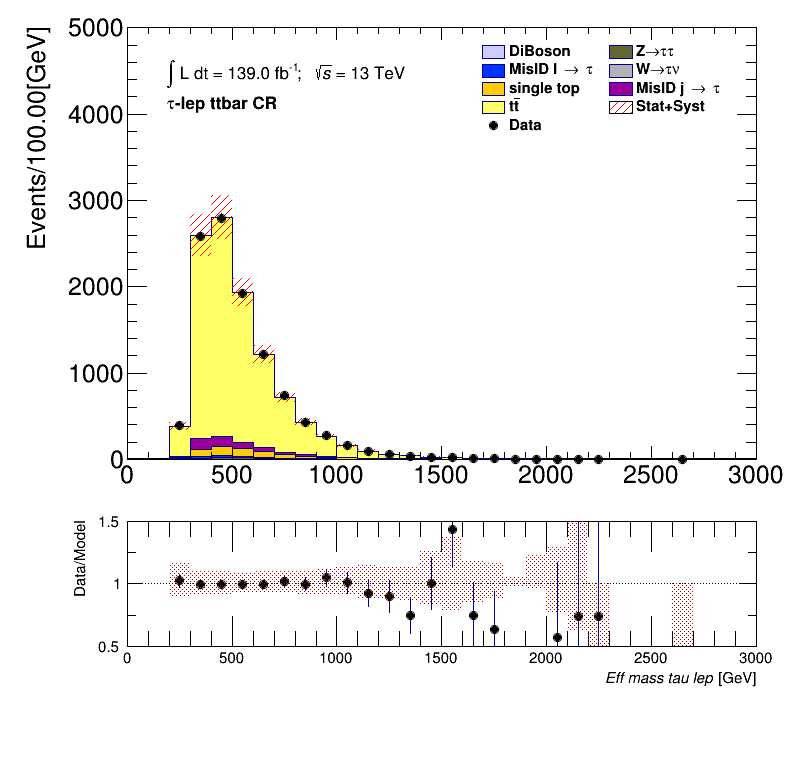 5000
4000
3000
2000
1000
0
Events/100.00[GeV]
∫ L dt = 139.0 fb⁻¹; √s = 13 TeV
τ-lep ttbar CR
DiBoson
MisID l → τ
single top
tt̄
Data
Z→ττ
W→τν
MisID j → τ
Stat+Syst
0 500 1000 1500 2000 2500 3000
Data/Model
1.5
1
0.5
0 500 1000 1500 2000 2500 3000
Eff mass tau lep [GeV]